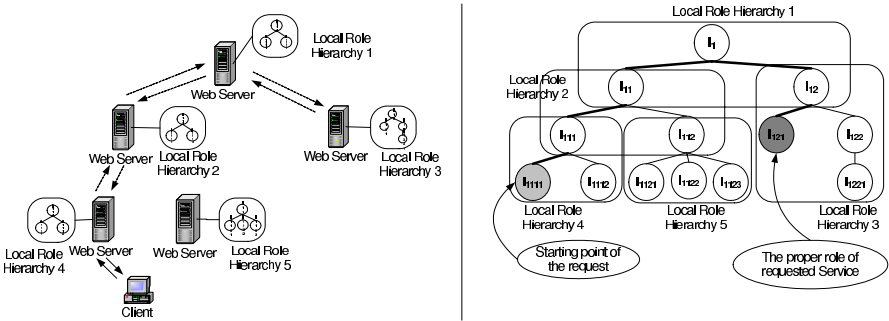 Local Role
Hierarchy 1
Web Server
Web Server
Local Role
Hierarchy 2
Web Server
Local Role
Hierarchy 3
Local Role
Hierarchy 4
Web Server
Web Server
Local Role
Hierarchy 5
Client
Local Role Hierarchy 1
I1
Local Role
Hierarchy 2
I11
I12
I111
I112
I121
I122
I1111
I1112
I1121
I1122
I1123
I1221
Local Role
Hierarchy 4
Local Role
Hierarchy 5
Local Role
Hierarchy 3
Starting point of
the request
The proper role of
requested Service